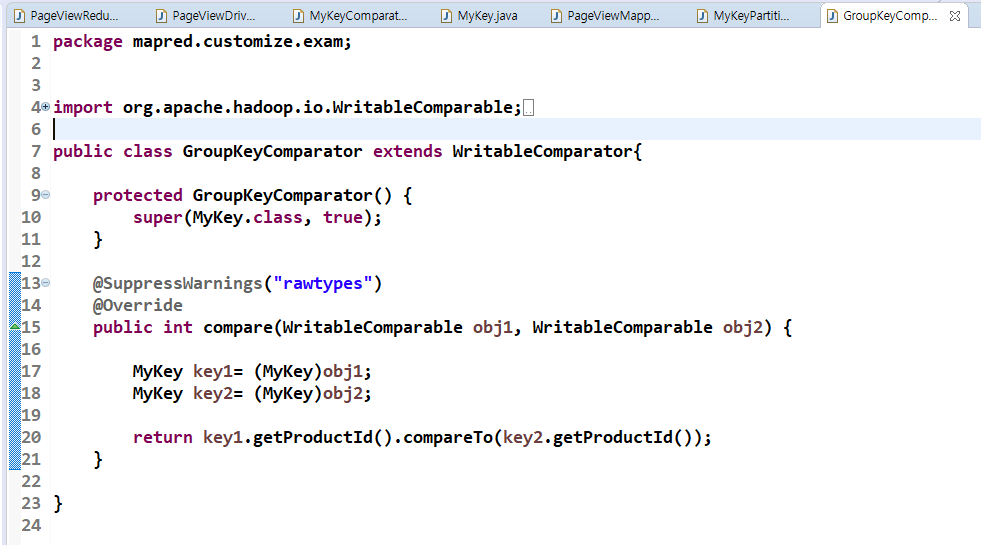 PageViewRedu... PageViewDriv... MyKeyComparat... MyKey.java PageViewMapp... MyKeyPartiti... GroupKeyComp...
1 package mapred.customize.exam;
2
3
4 import org.apache.hadoop.io.WritableComparable;
6
7 public class GroupKeyComparator extends WritableComparator{
8
9     protected GroupKeyComparator() {
10         super(MyKey.class, true);
11     }
12
13     @SuppressWarnings("rawtypes")
14     @Override
15     public int compare(WritableComparable obj1, WritableComparable obj2) {
16
17         MyKey key1= (MyKey)obj1;
18         MyKey key2= (MyKey)obj2;
19
20         return key1.getProductId().compareTo(key2.getProductId());
21     }
22
23 }
24